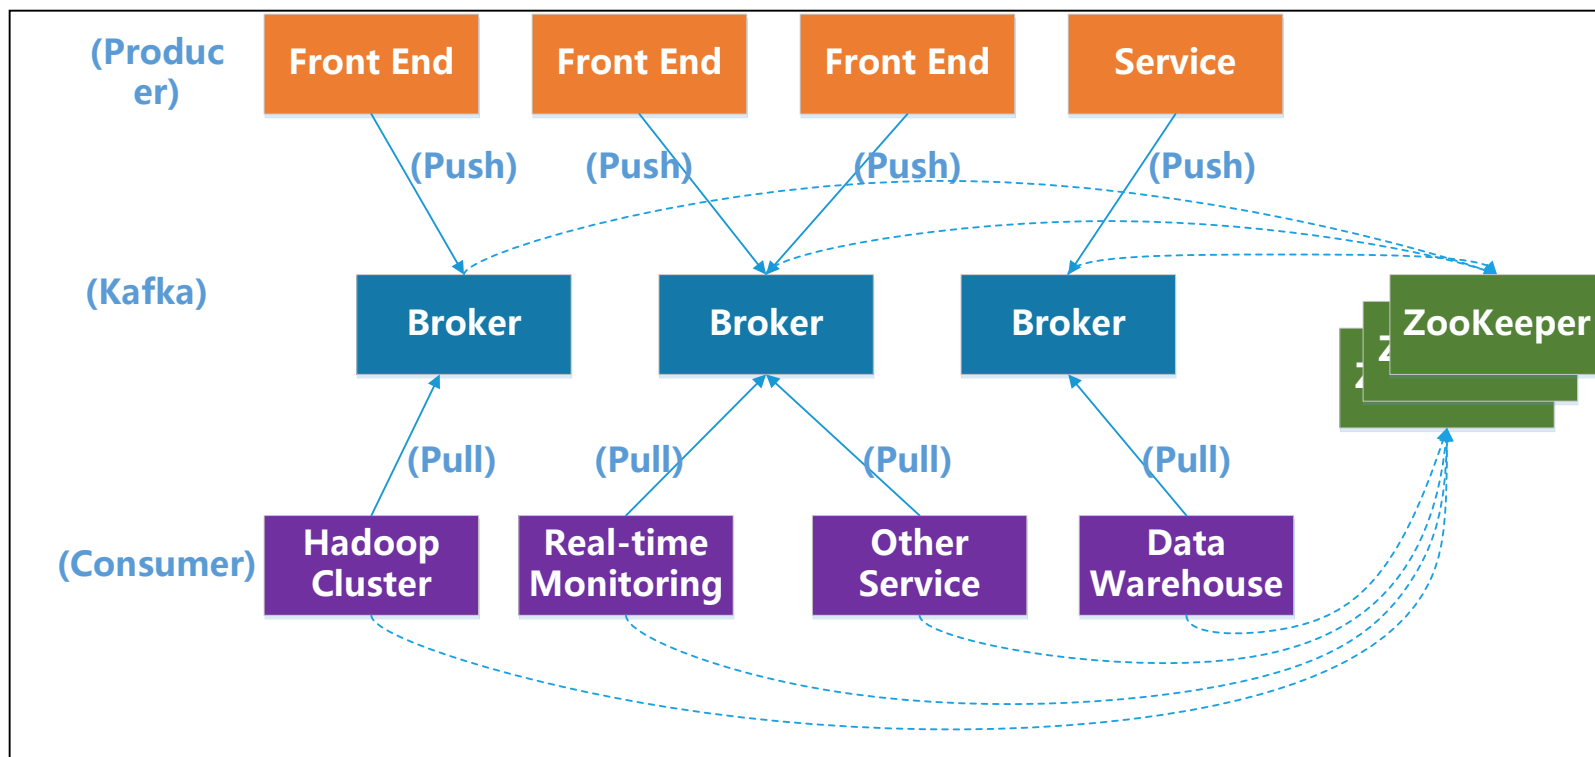 (Produc
er)
Front End
Front End
Front End
Service
(Push)
(Push)
(Push)
(Push)
(Kafka)
Broker
Broker
Broker
ZooKeeper
Z
Z
(Pull)
(Pull)
(Pull)
(Pull)
(Consumer)
Hadoop
Cluster
Real-time
Monitoring
Other
Service
Data
Warehouse